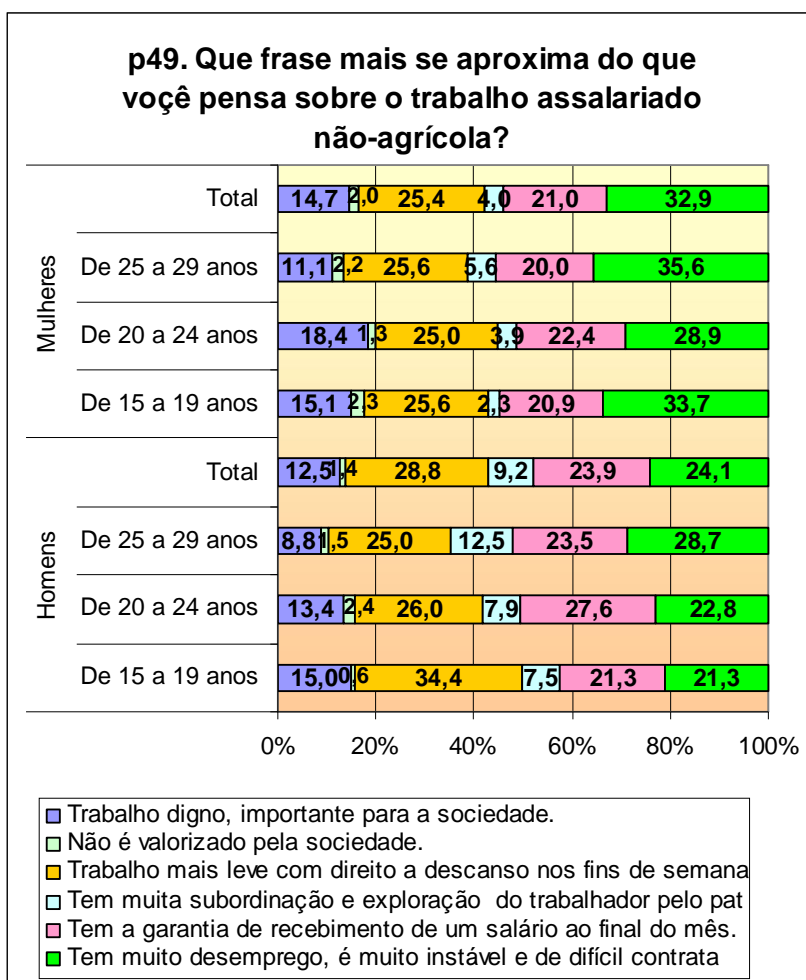 p49. Que frase mais se aproxima do que
voçê pensa sobre o trabalho assalariado
não-agrícola?
Mulheres
Total 14,7 2,0 25,4 4,0 21,0 32,9
De 25 a 29 anos 11,1 2,2 25,6 5,6 20,0 35,6
De 20 a 24 anos 18,4 1,3 25,0 3,9 22,4 28,9
De 15 a 19 anos 15,1 2,3 25,6 2,3 20,9 33,7
Homens
Total 12,5 1,4 28,8 9,2 23,9 24,1
De 25 a 29 anos 8,8 1,5 25,0 12,5 23,5 28,7
De 20 a 24 anos 13,4 2,4 26,0 7,9 27,6 22,8
De 15 a 19 anos 15,0 0,6 34,4 7,5 21,3 21,3
0% 20% 40% 60% 80% 100%
Trabalho digno, importante para a sociedade.
Não é valorizado pela sociedade.
Trabalho mais leve com direito a descanso nos fins de semana
Tem muita subordinação e exploração do trabalhador pelo pat
Tem a garantia de recebimento de um salário ao final do mês.
Tem muito desemprego, é muito instável e de difícil contrata